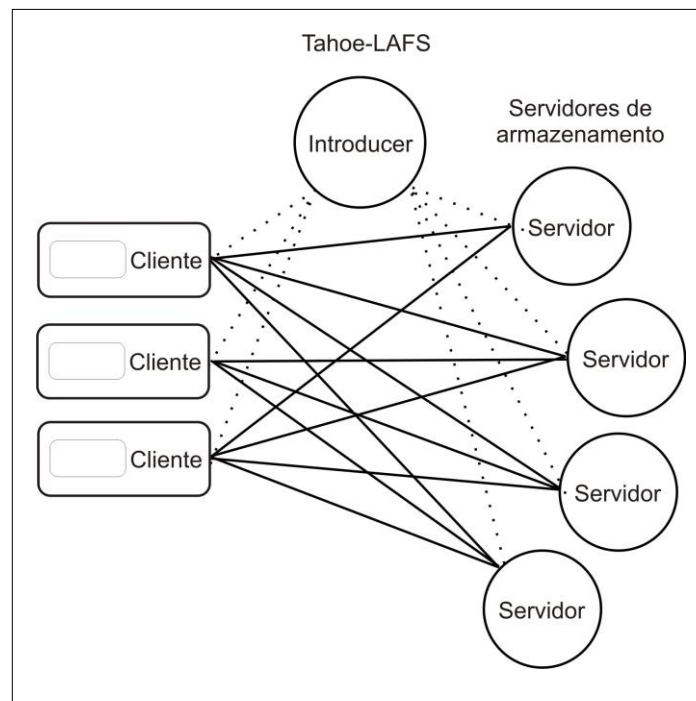 Tahoe-LAFS
Introducer
Servidores de
armazenamento
Servidor
Cliente
Servidor
Cliente
Cliente
Servidor
Servidor